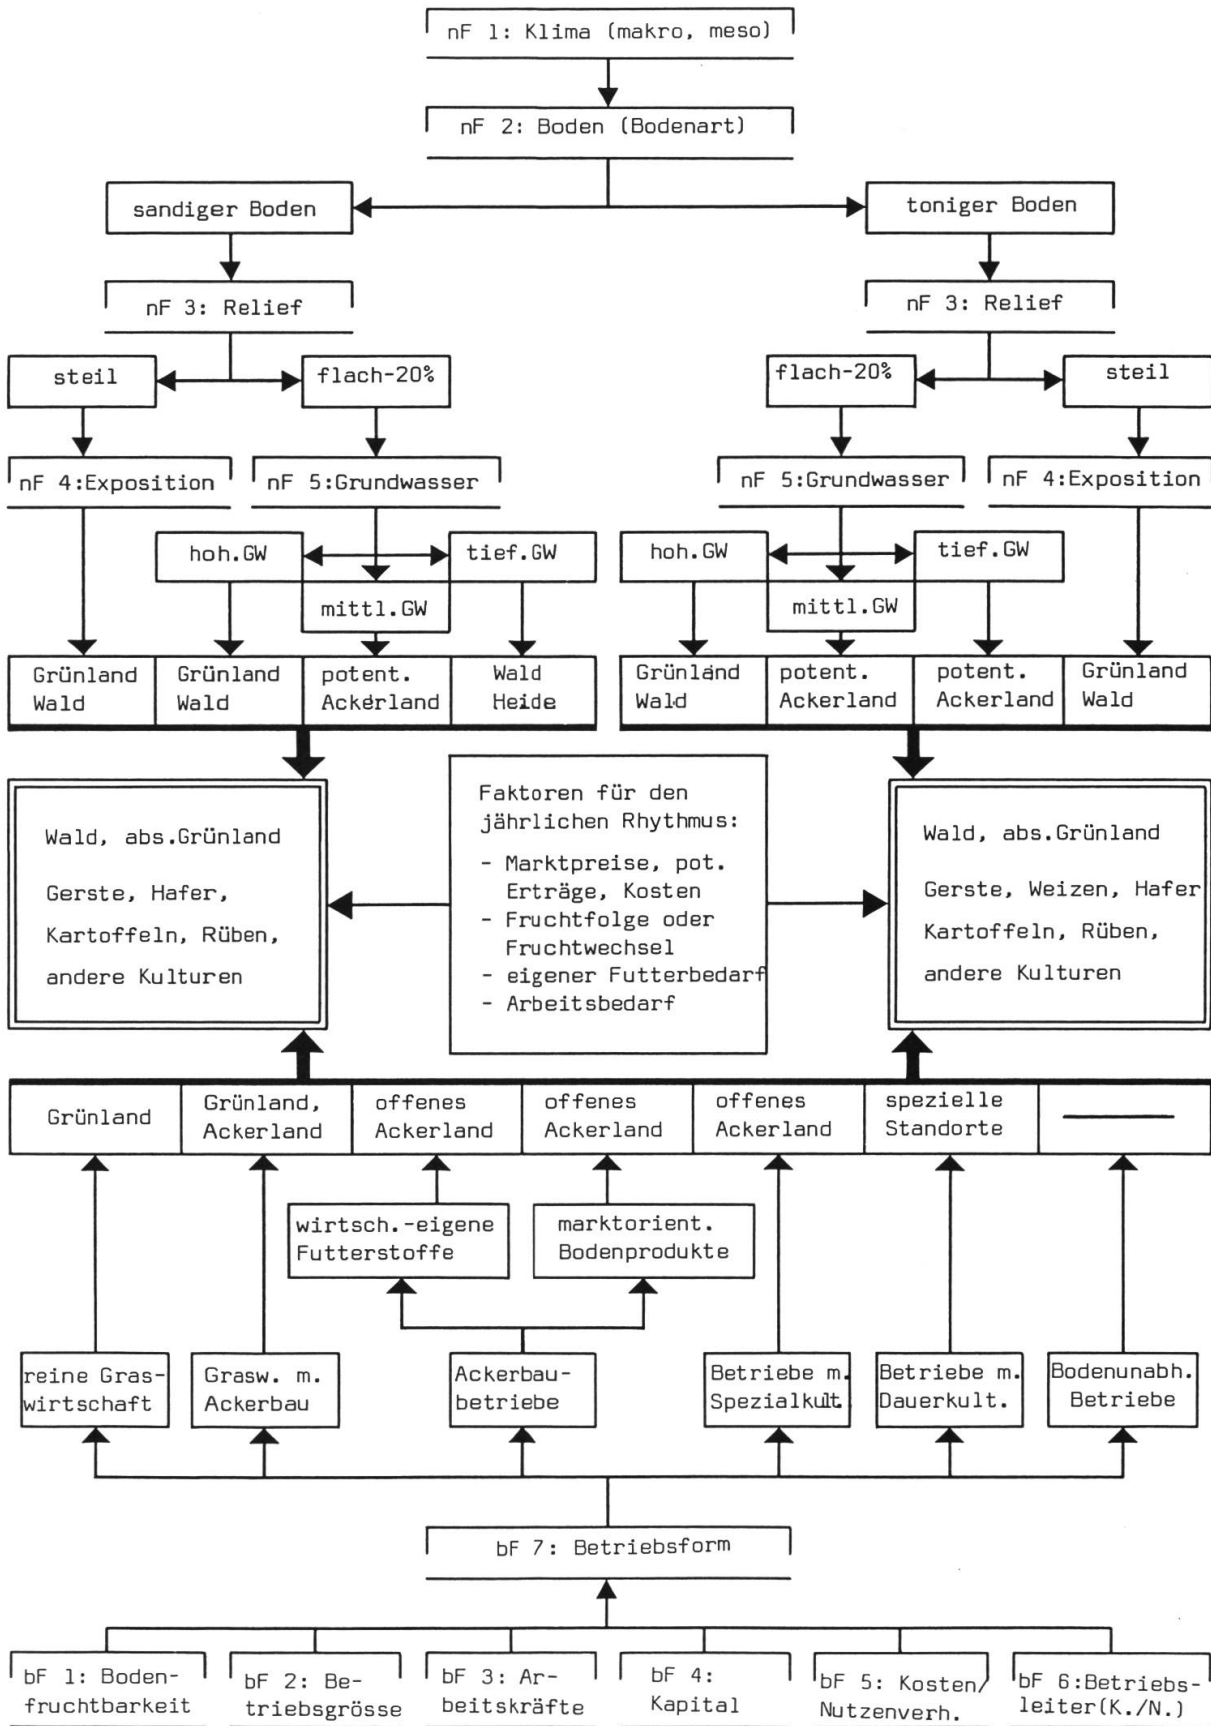 nF 1: Klima (makro, meso)
nF 2: Boden (Bodenart)
sandiger Boden
toniger Boden
nF 3: Relief
nF 3: Relief
steil
flach-20%
flach-20%
steil
nF 4:Exposition
nF 5:Grundwasser
nF 5:Grundwasser
nF 4:Exposition
hoh.GW
tief.GW
mittl.GW
hoh.GW
tief.GW
mittl.GW
Grünland
Wald
Grünland
Wald
potent.
Ackerland
Wald
Heide
Grünland
Wald
potent.
Ackerland
potent.
Ackerland
Grünland
Wald
Wald, abs.Grünland
Gerste, Hafer,
Kartoffeln, Rüben,
andere Kulturen
Faktoren für den
jährlichen Rhythmus:
- Marktpreise, pot.
Erträge, Kosten
- Fruchtfolge oder
Fruchtwechsel
- eigener Futterbedarf
- Arbeitsbedarf
Wald, abs.Grünland
Gerste, Weizen, Hafer
Kartoffeln, Rüben,
andere Kulturen
Grünland
Grünland,
Ackerland
offenes
Ackerland
offenes
Ackerland
offenes
Ackerland
spezielle
Standorte
wirtsch.-eigene
Futterstoffe
marktorient.
Bodenprodukte
reine Gras-
wirtschaft
Grasw. m.
Ackerbau
Ackerbau-
betriebe
Betriebe m.
Spezialkult.
Betriebe m.
Dauerkult.
Bodenunabh.
Betriebe
bF 7: Betriebsform
bF 1: Boden-
fruchtbarkeit
bF 2: Be-
triebsgrösse
bF 3: Ar-
beitskräfte
bF 4:
Kapital
bF 5: Kosten/
Nutzenverh.
bF 6:Betriebs-
leiter(K./N.)